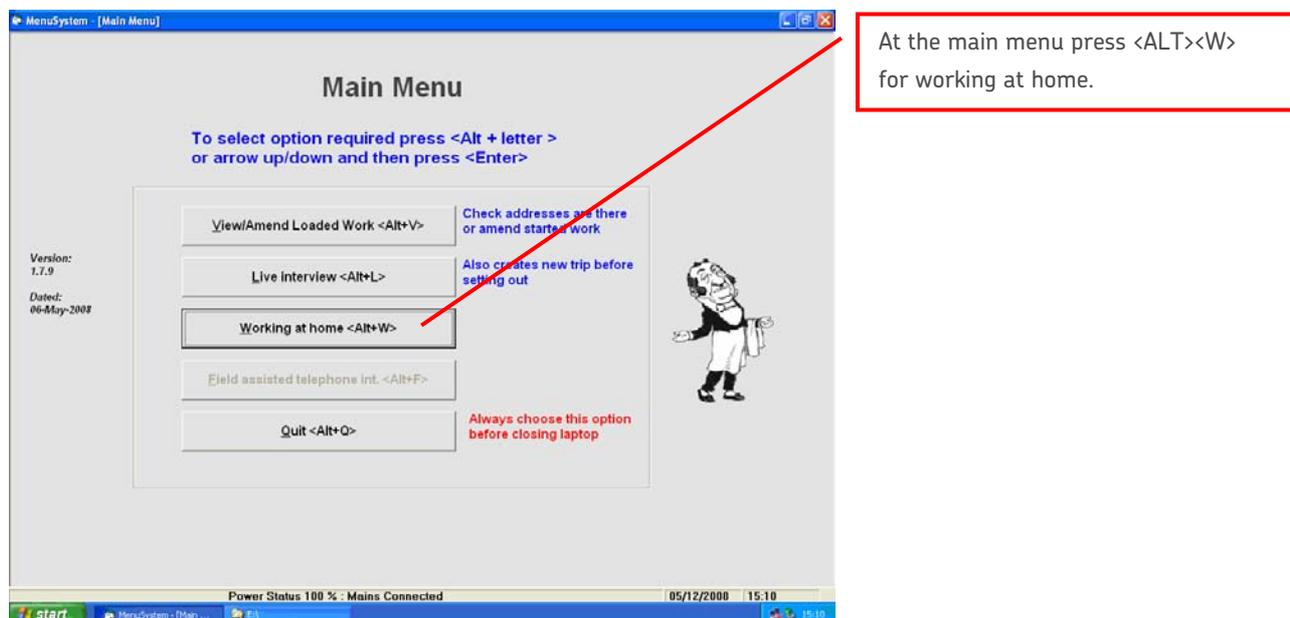 MenuSystem - [Main Menu]
At the main menu press <ALT><W>
for working at home.
Main Menu
To select option required press <Alt + letter >
or arrow up/down and then press <Enter>
View/Amend Loaded Work <Alt+V>
Check addresses are there
or amend started work
Version:
1.7.9
Dated:
06-May-2008
Live Interview <Alt+L>
Also creates new trip before
setting out
Working at home <Alt+W>
Field assisted telephone int. <Alt+F>
Quit <Alt+Q>
Always choose this option
before closing laptop
Power Status 100 % : Mains Connected
05/12/2008
15:10
start
MenuSystem - [Main ...
E:\
15:10